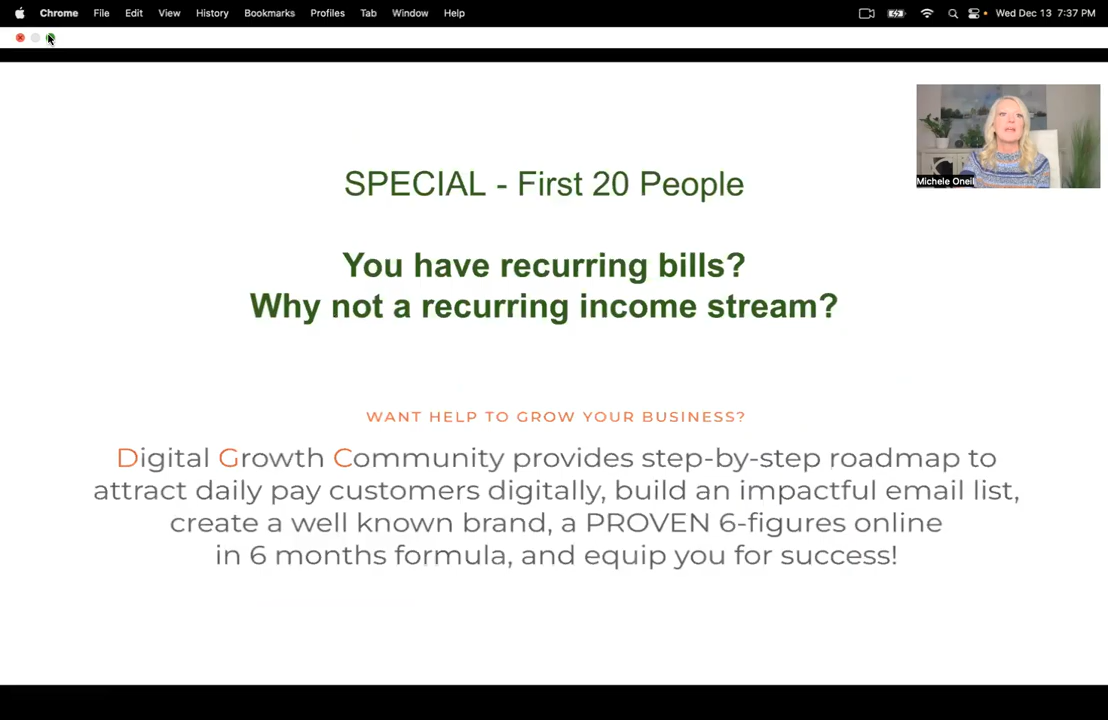 Chrome File Edit View History Bookmarks Profiles Tab Window Help Wed Dec 13 7:37 PM
Michele Oneil
SPECIAL - First 20 People
You have recurring bills?
Why not a recurring income stream?
WANT HELP TO GROW YOUR BUSINESS?
Digital Growth Community provides step-by-step roadmap to
attract daily pay customers digitally, build an impactful email list,
create a well known brand, a PROVEN 6-figures online
in 6 months formula, and equip you for success!